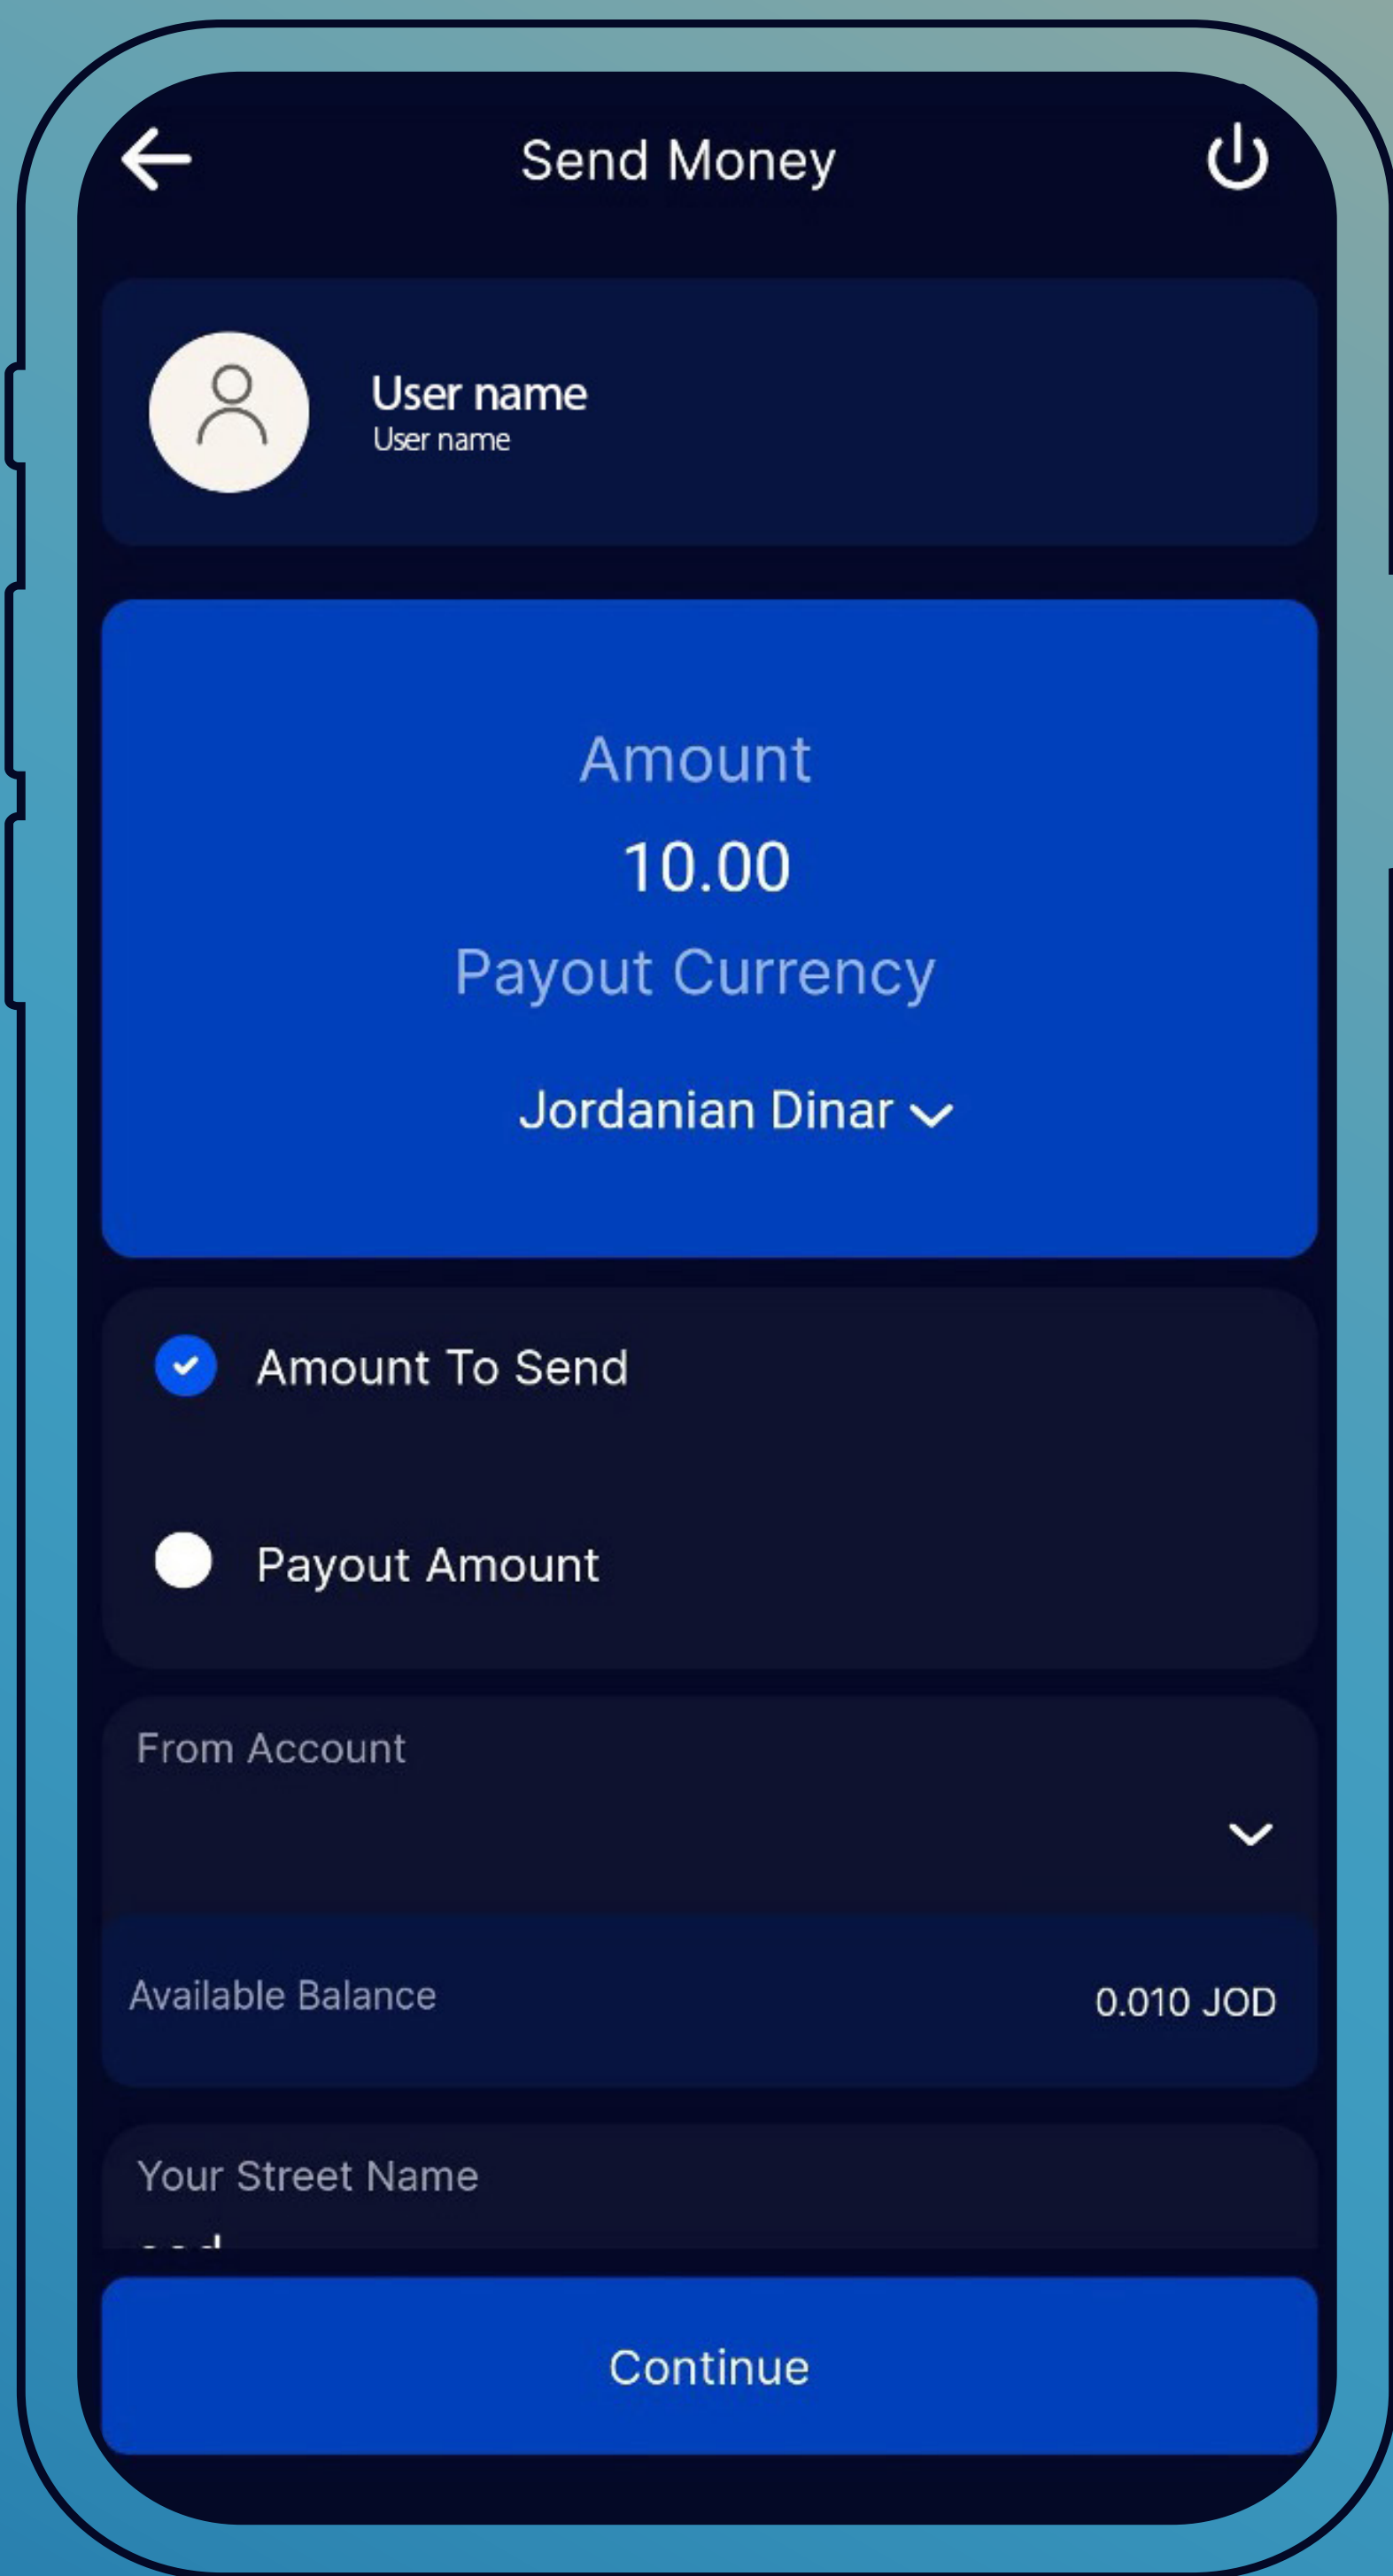 Send Money
User name
User name
Amount
10.00
Payout Currency
Jordanian Dinar
Amount To Send
Payout Amount
From Account
Available Balance
0.010 JOD
Your Street Name
Continue